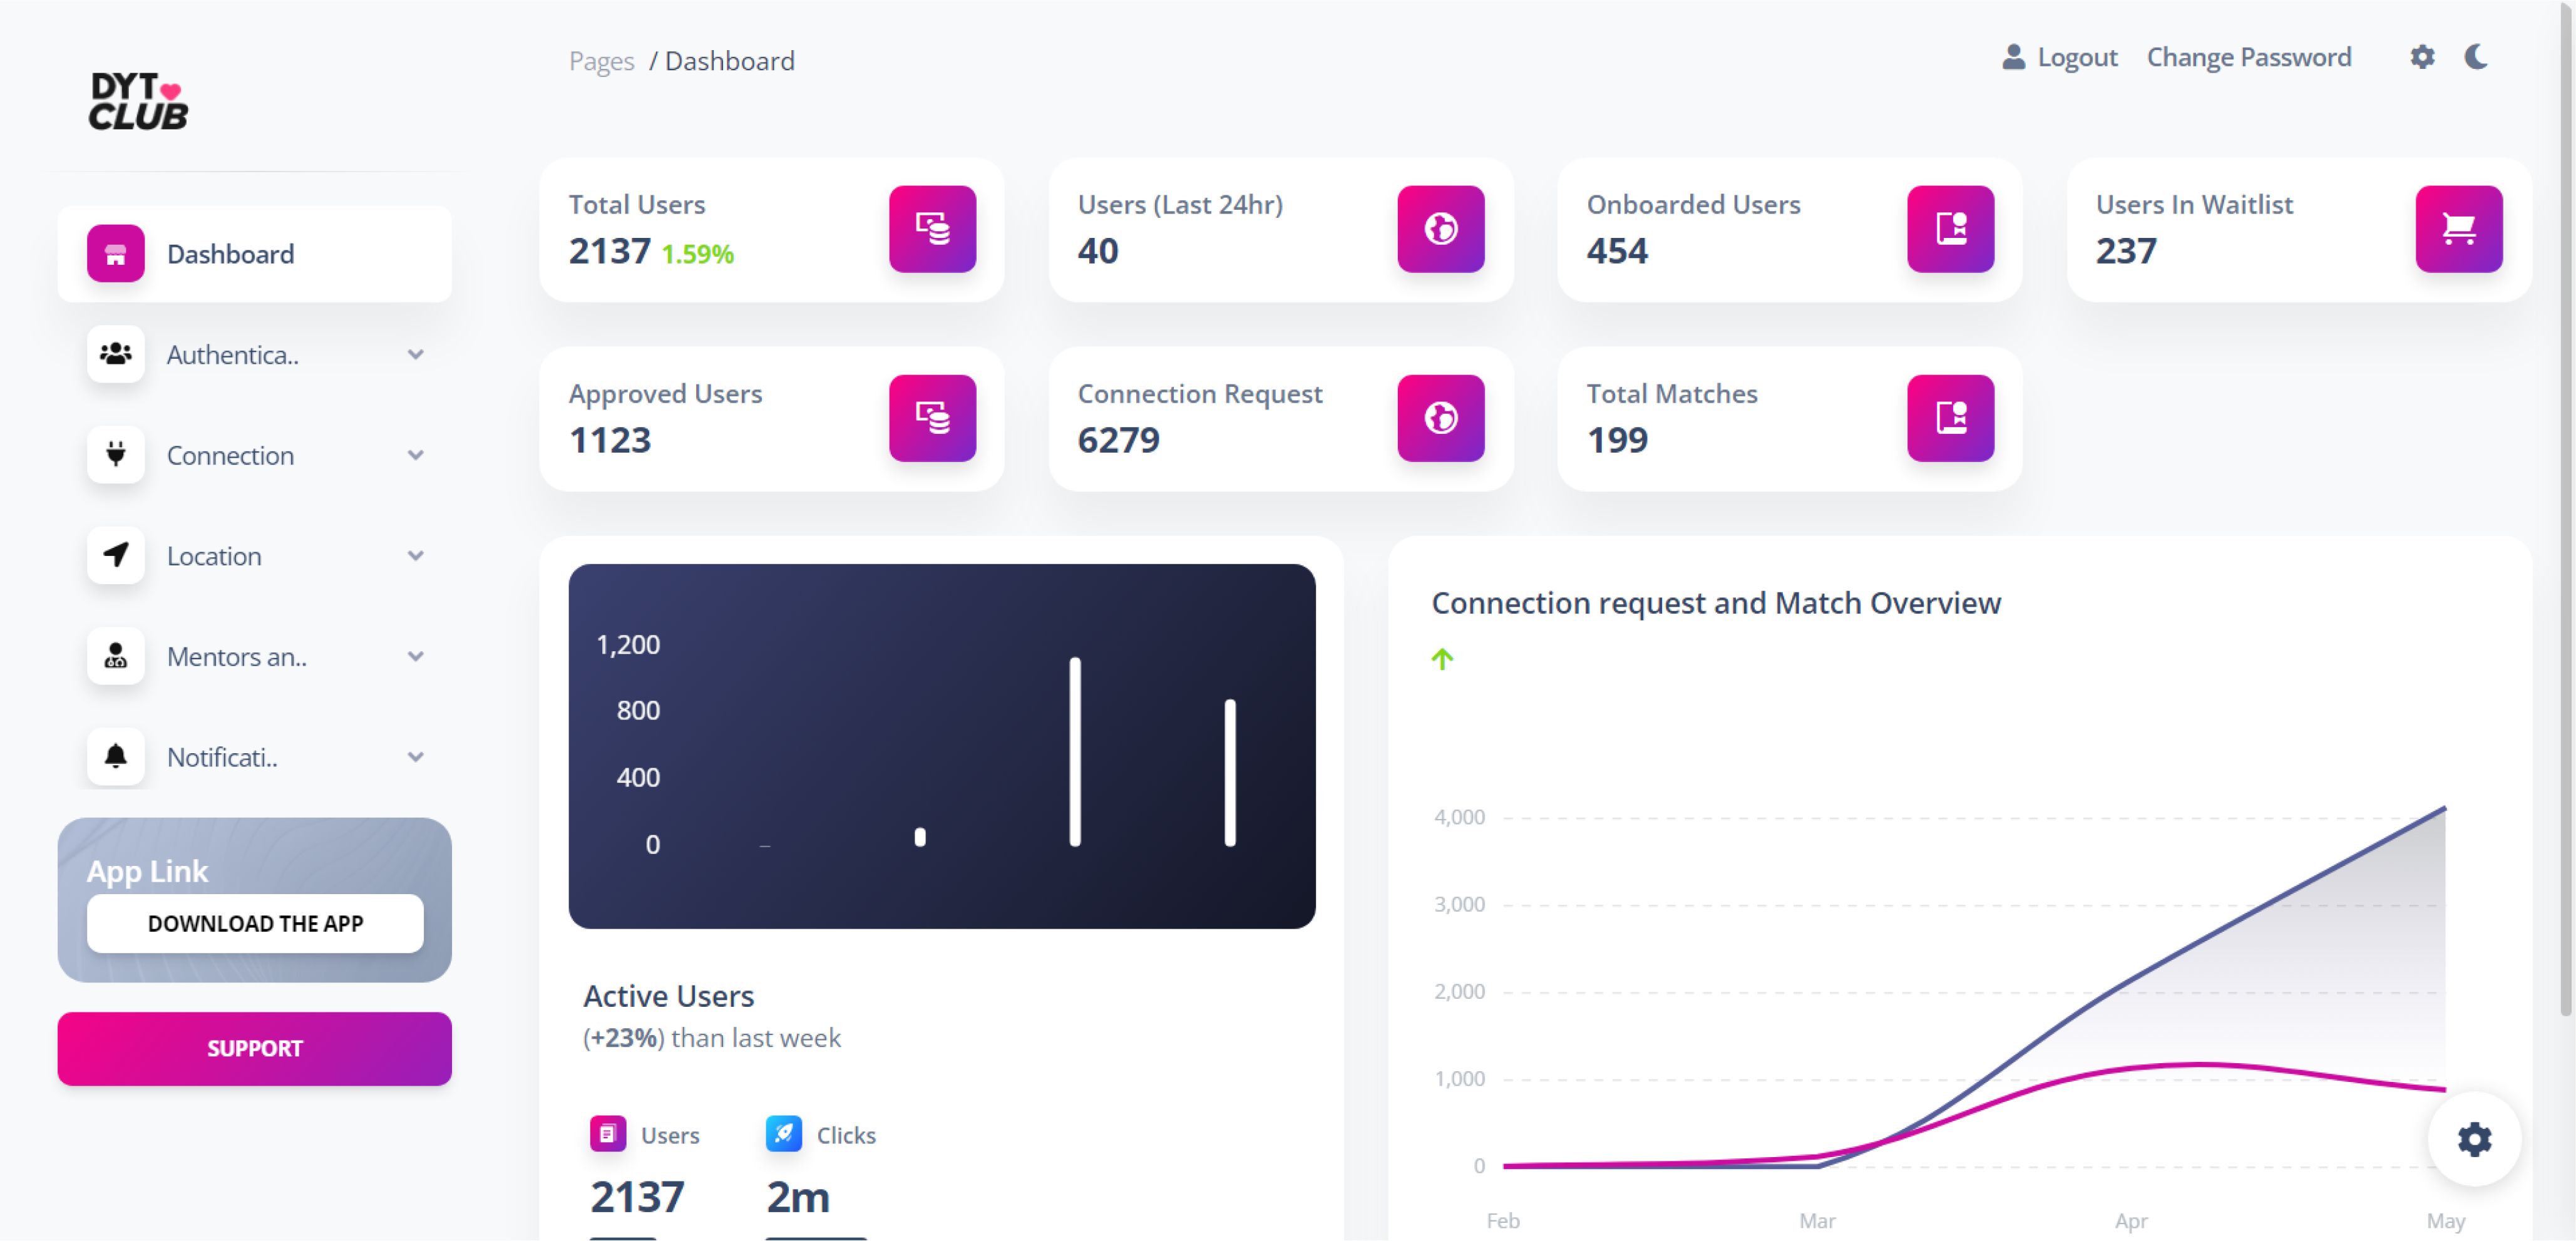 DYT
CLUB
Pages / Dashboard
Logout
Change Password
Dashboard
Authentica..
Connection
Location
Mentors an..
Notificati..
App Link
DOWNLOAD THE APP
SUPPORT
Total Users
2137 1.59%
Users (Last 24hr)
40
Onboarded Users
454
Users In Waitlist
237
Approved Users
1123
Connection Request
6279
Total Matches
199
1,200
800
400
0
Active Users
(+23%) than last week
Users
2137
Clicks
2m
Connection request and Match Overview
4,000
3,000
2,000
1,000
0
Feb
Mar
Apr
May